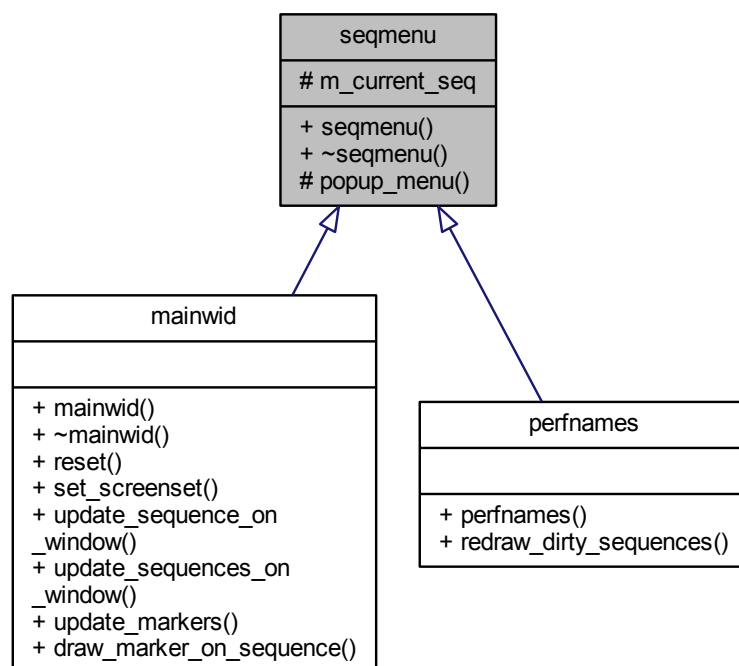 seqmenu
# m_current_seq
+ seqmenu()
+ ~seqmenu()
# popup_menu()
mainwid
+ mainwid()
+ ~mainwid()
+ reset()
+ set_screenset()
+ update_sequence_on
_window()
+ update_sequences_on
_window()
+ update_markers()
+ draw_marker_on_sequence()
perfnames
+ perfnames()
+ redraw_dirty_sequences()